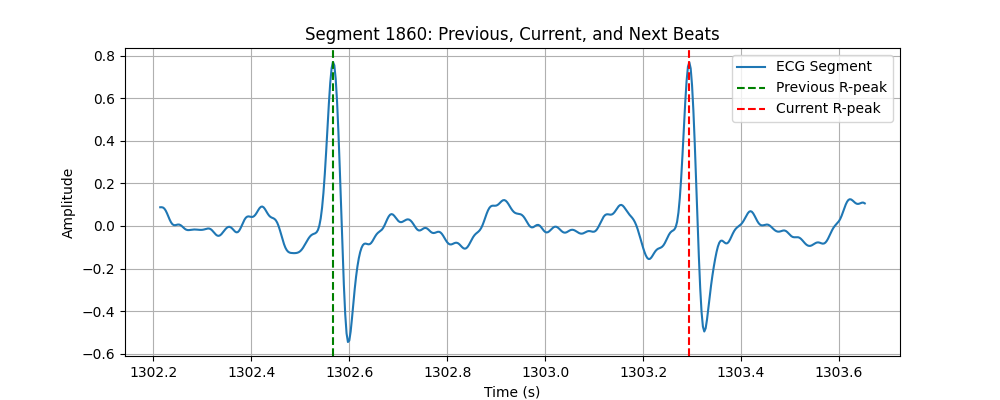 Segment 1860: Previous, Current, and Next Beats
ECG Segment
Previous R-peak
Current R-peak
Amplitude
0.8
0.6
0.4
0.2
0.0
−0.2
−0.4
−0.6
1302.2 1302.4 1302.6 1302.8 1303.0 1303.2 1303.4 1303.6
Time (s)